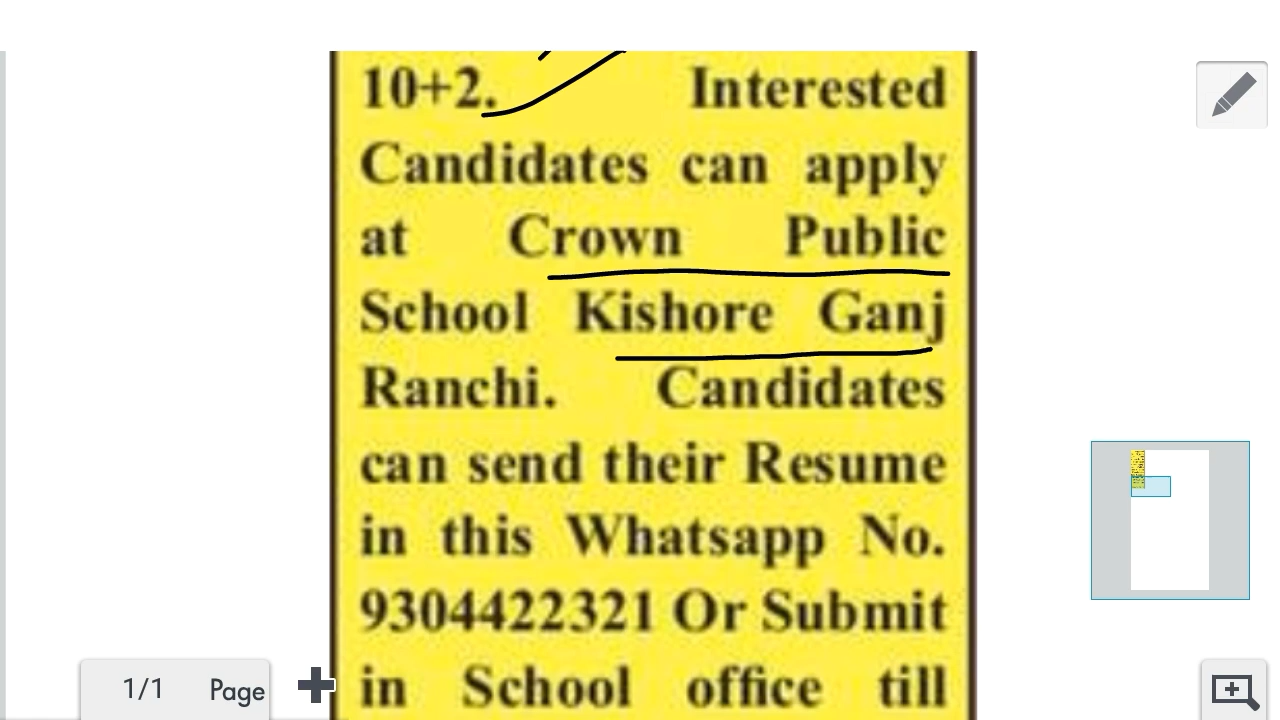 10+2. Interested
Candidates can apply
at Crown Public
School Kishore Ganj
Ranchi. Candidates
can send their Resume
in this Whatsapp No.
9304422321 Or Submit
in School office till
1/1 Page